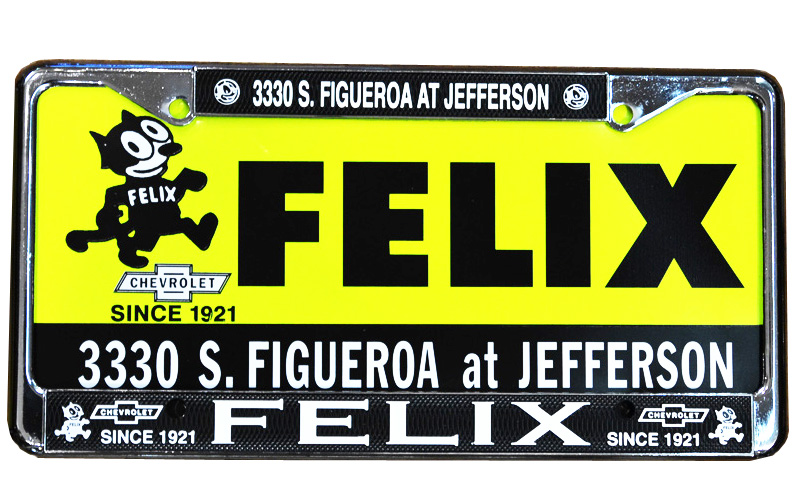 3330 S. FIGUEROA AT JEFFERSON
FELIX
FELIX
CHEVROLET
SINCE 1921
3330 S. FIGUEROA at JEFFERSON
CHEVROLET
SINCE 1921
FELIX
CHEVROLET
SINCE 1921